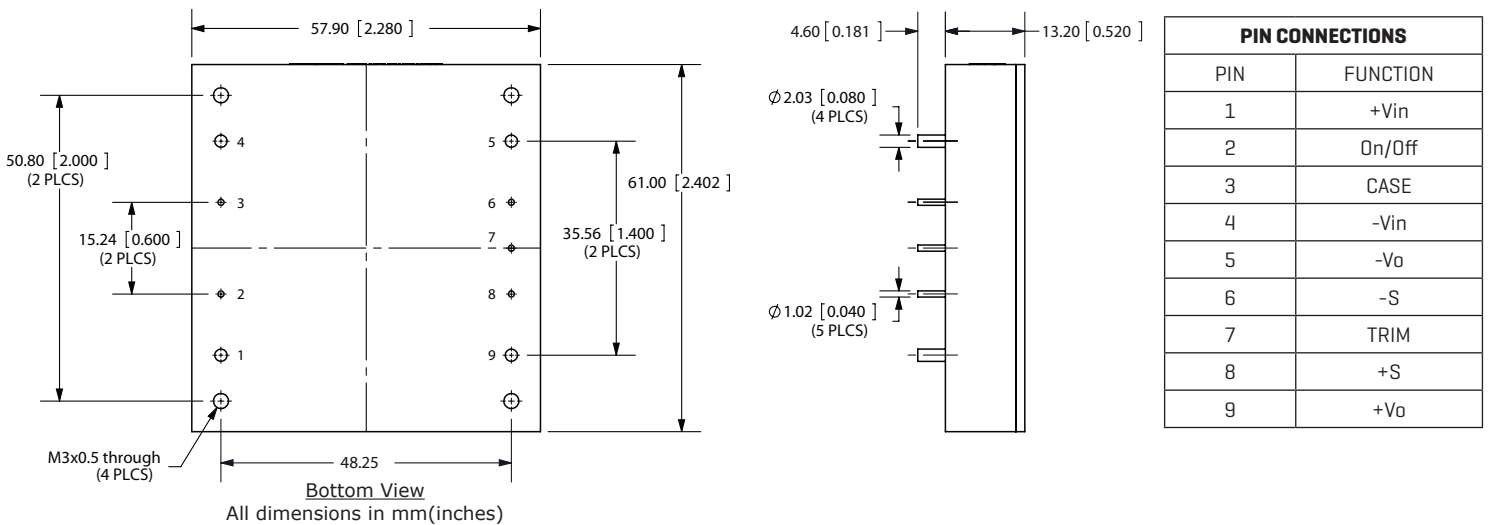 57.90 [2.280 ]
4
5
50.80 [2.000 ]
(2 PLCS)
61.00 [2.402 ]
3
6
7
15.24 [0.600 ]
(2 PLCS)
35.56 [1.400 ]
(2 PLCS)
2
8
1
9
M3x0.5 through
(4 PLCS)
48.25
Bottom View
All dimensions in mm(inches)
4.60 [0.181 ]
13.20 [0.520 ]
Ø2.03 [0.080 ]
(4 PLCS)
Ø1.02 [0.040 ]
(5 PLCS)
PIN CONNECTIONS
PIN FUNCTION
1 +Vin
2 On/Off
3 CASE
4 -Vin
5 -Vo
6 -S
7 TRIM
8 +S
9 +Vo